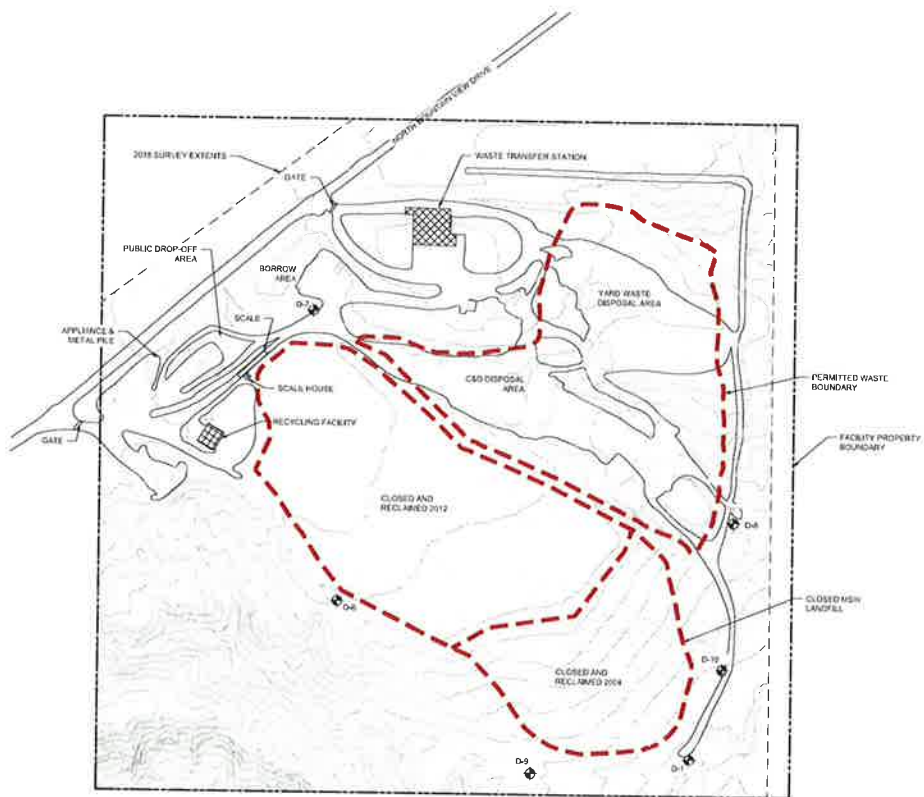 NORTH MOUNTAIN VIEW DRIVE
2018 SURVEY EXTENTS
WASTE TRANSFER STATION
GATE
PUBLIC DROP-OFF
AREA
BORROW
AREA
YARD WASTE
DISPOSAL AREA
D-7
SCALE
APPLIANCE &
METAL PILE
C&D DISPOSAL
AREA
PERMITTED WASTE
BOUNDARY
SCALE HOUSE
RECYCLING FACILITY
GATE
FACILITY PROPERTY
BOUNDARY
CLOSED AND
RECLAIMED 2012
CLOSED MSW
LANDFILL
D-10
CLOSED AND
RECLAIMED
D-9
D-1